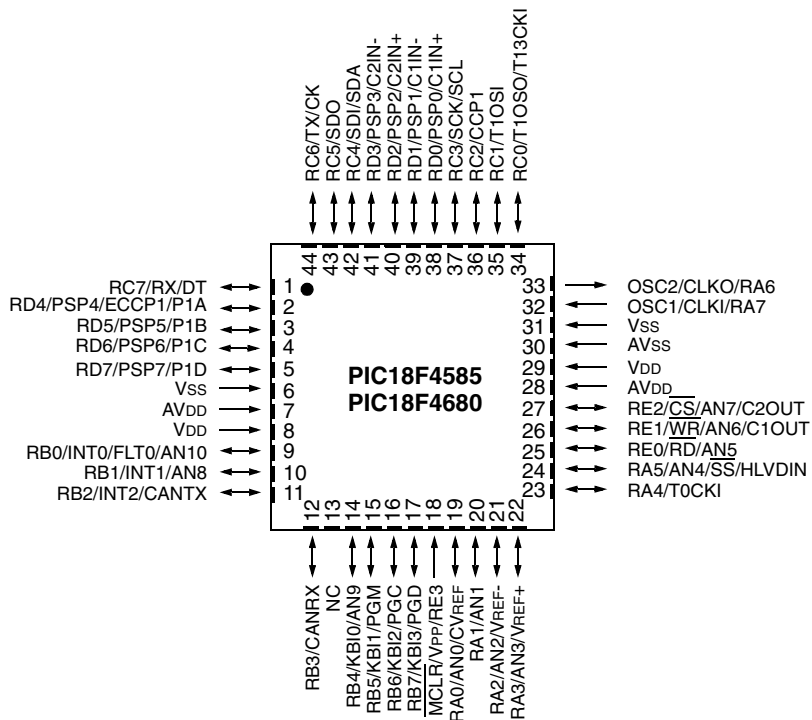 RC6/TX/CK
RC5/SDO
RC4/SDI/SDA
RD3/PSP3/C2IN-
RD2/PSP2/C2IN+
RD1/PSP1/C1IN-
RD0/PSP0/C1IN+
RC3/SCK/SCL
RC2/CCP1
RC1/T1OSI
RC0/T1OSO/T13CKI
44
43
42
41
40
39
38
37
36
35
34
RC7/RX/DT 1
RD4/PSP4/ECCP1/P1A 2
RD5/PSP5/P1B 3
RD6/PSP6/P1C 4
RD7/PSP7/P1D 5
VSS 6
AVDD 7
VDD 8
RB0/INT0/FLT0/AN10 9
RB1/INT1/AN8 10
RB2/INT2/CANTX 11
PIC18F4585
PIC18F4680
33 OSC2/CLKO/RA6
32 OSC1/CLKI/RA7
31 VSS
30 AVSS
29 VDD
28 AVDD
27 RE2/CS/AN7/C2OUT
26 RE1/WR/AN6/C1OUT
25 RE0/RD/AN5
24 RA5/AN4/SS/HLVDIN
23 RA4/T0CKI
12
13
14
15
16
17
18
19
20
21
22
RB3/CANRX
NC
RB4/KBI0/AN9
RB5/KBI1/PGM
RB6/KBI2/PGC
RB7/KBI3/PGD
MCLR/VPP/RE3
RA0/AN0/CVREF
RA1/AN1
RA2/AN2/VREF-
RA3/AN3/VREF+